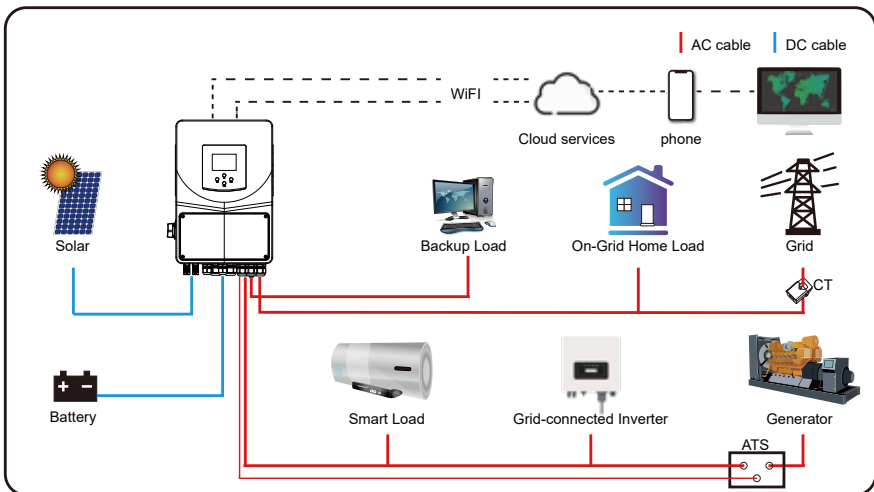 AC cable
DC cable
WiFI
Cloud services
phone
Solar
Backup Load
On-Grid Home Load
Grid
CT
Battery
Smart Load
Grid-connected Inverter
Generator
ATS